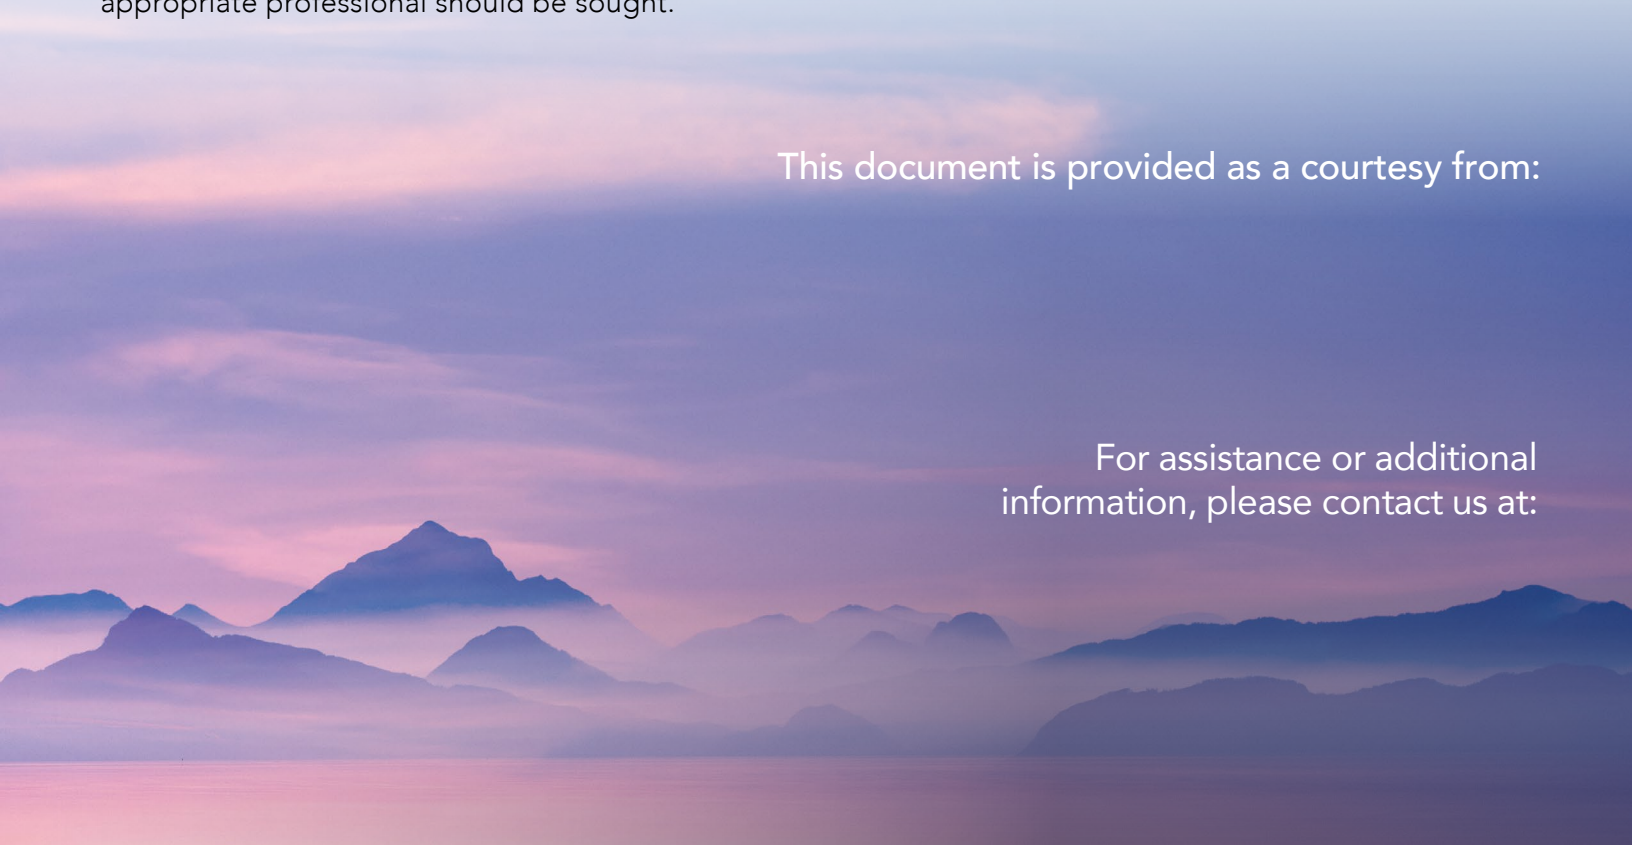 appropriate professional should be sought.
This document is provided as a courtesy from:
For assistance or additional
information, please contact us at: